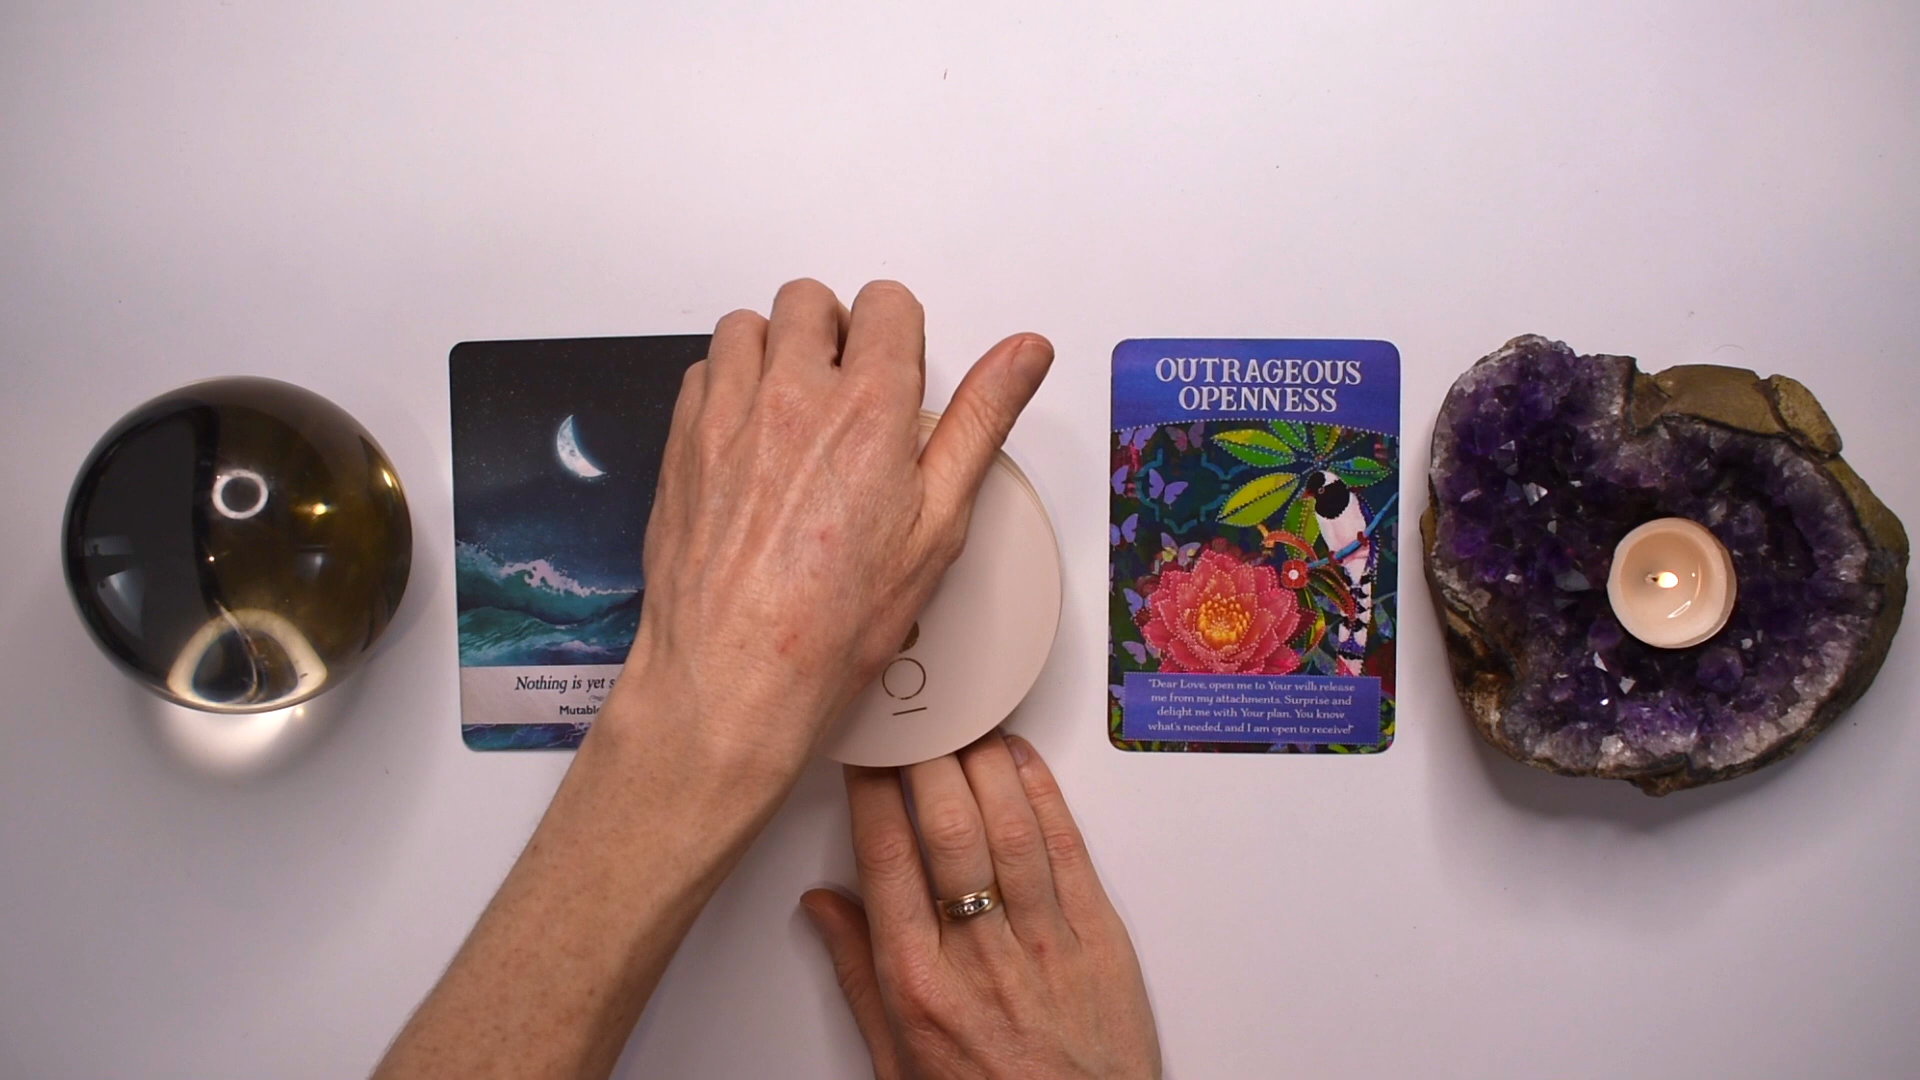 Nothing is yet s
Mutabl
OUTRAGEOUS
OPENNESS
"Dear Love, open me to Your will; release
me from my attachments. Surprise and
delight me with Your plan. You know
what's needed, and I am open to receive!"